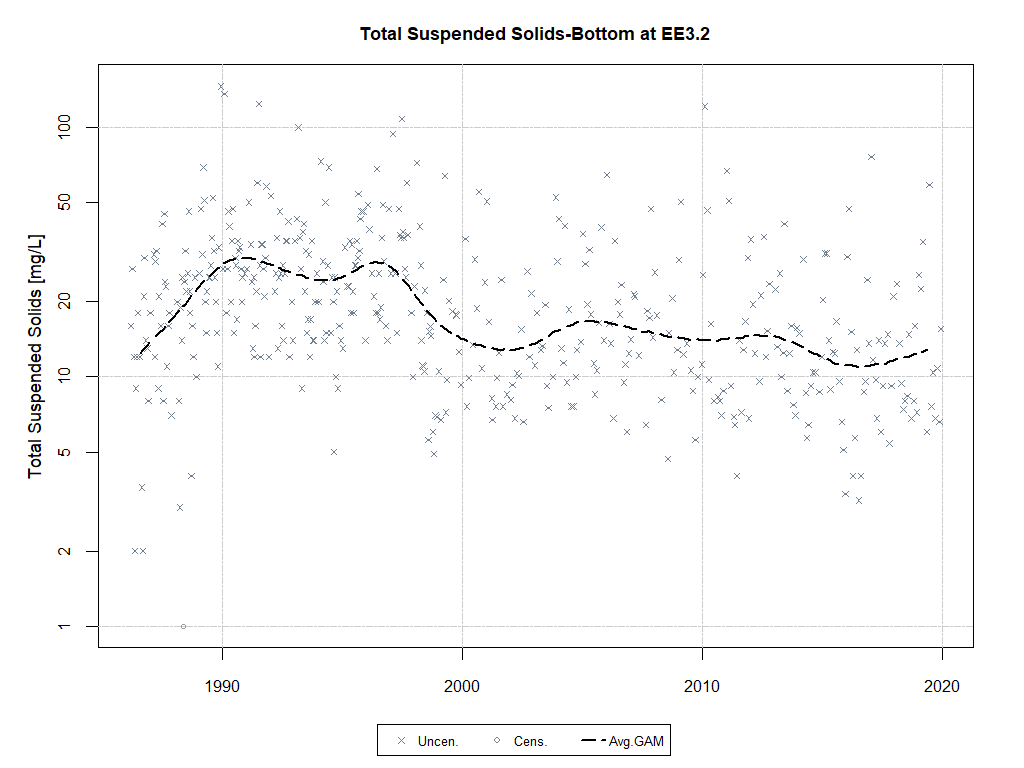 Total Suspended Solids-Bottom at EE3.2
Total Suspended Solids [mg/L]
100
50
20
10
5
2
1
1990 2000 2010 2020
Uncen. Cens. Avg.GAM